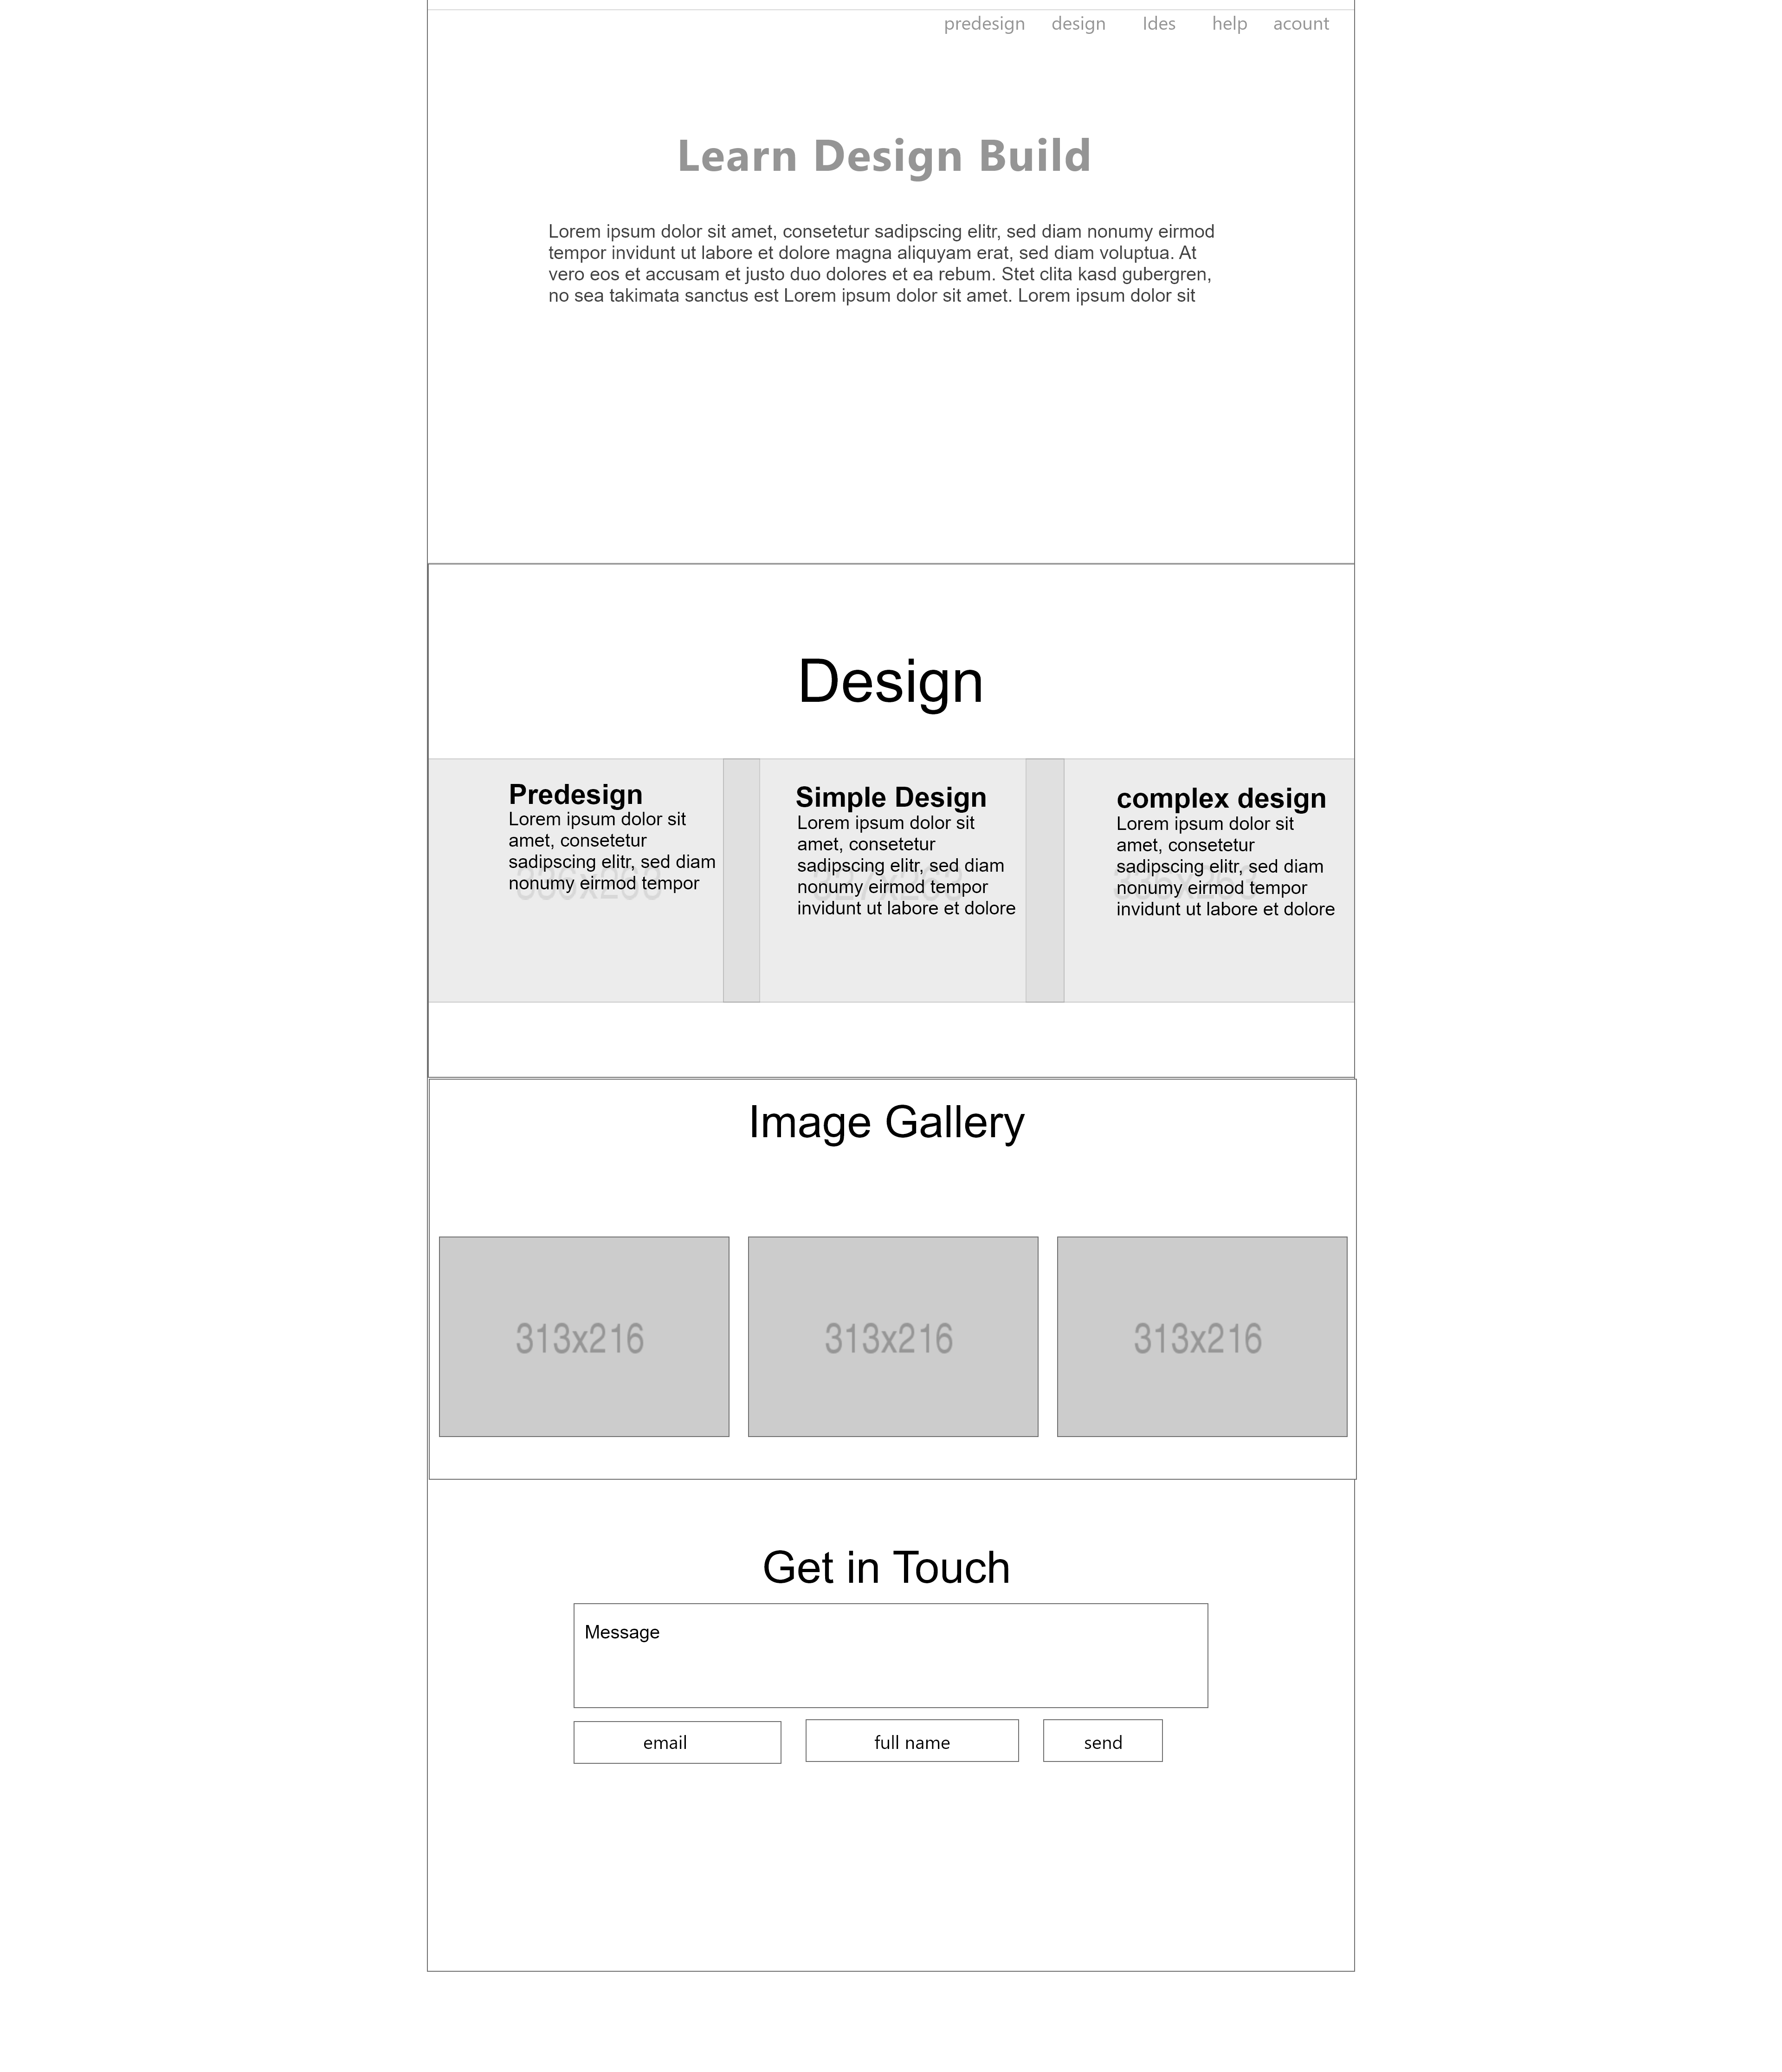 predesign design Ides help acount
Learn Design Build
Lorem ipsum dolor sit amet, consetetur sadipscing elitr, sed diam nonumy eirmod
tempor invidunt ut labore et dolore magna aliquyam erat, sed diam voluptua. At
vero eos et accusam et justo duo dolores et ea rebum. Stet clita kasd gubergren,
no sea takimata sanctus est Lorem ipsum dolor sit amet. Lorem ipsum dolor sit
Design
Predesign
Lorem ipsum dolor sit
amet, consetetur
sadipscing elitr, sed diam
nonumy eirmod tempor
Simple Design
Lorem ipsum dolor sit
amet, consetetur
sadipscing elitr, sed diam
nonumy eirmod tempor
invidunt ut labore et dolore
complex design
Lorem ipsum dolor sit
amet, consetetur
sadipscing elitr, sed diam
nonumy eirmod tempor
invidunt ut labore et dolore
Image Gallery
313x216
313x216
313x216
Get in Touch
Message
email
full name
send